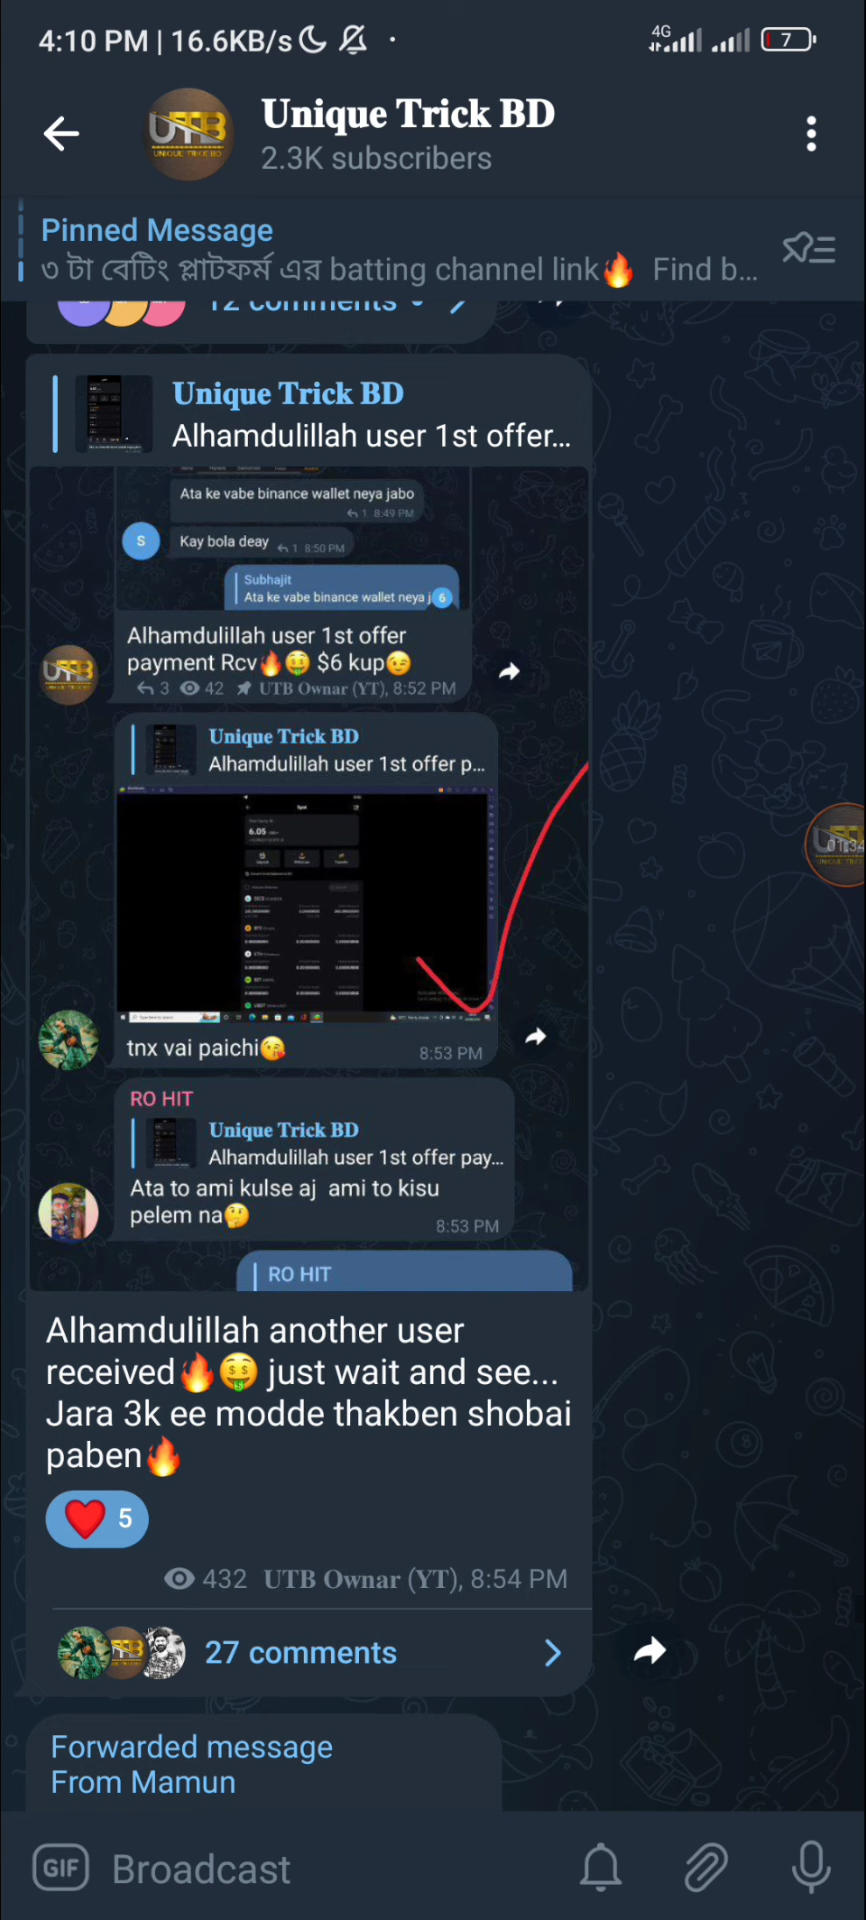 4:10 PM | 16.6KB/s
4G
7
Unique Trick BD
2.3K subscribers
Pinned Message
৩ টা বেটিং প্লাটফর্ম এর batting channel link🔥 Find b...
12 comments
Unique Trick BD
Alhamdulillah user 1st offer...
Ata ke vabe binance wallet neya jabo
1 8:49 PM
S
Kay bola deay
1 8:50 PM
Subhajit
Ata ke vabe binance wallet neya j
6
Alhamdulillah user 1st offer
payment Rcv🔥🤑 $6 kup😉
3 42 UTB Ownar (YT), 8:52 PM
Unique Trick BD
Alhamdulillah user 1st offer p...
6.05
01:34
tnx vai paichi😘
8:53 PM
RO HIT
Unique Trick BD
Alhamdulillah user 1st offer pay...
Ata to ami kulse aj ami to kisu
pelem na🤔
8:53 PM
RO HIT
Alhamdulillah another user
received🔥🤑 just wait and see...
Jara 3k ee modde thakben shobai
paben🔥
❤️ 5
432 UTB Ownar (YT), 8:54 PM
27 comments
Forwarded message
From Mamun
GIF Broadcast